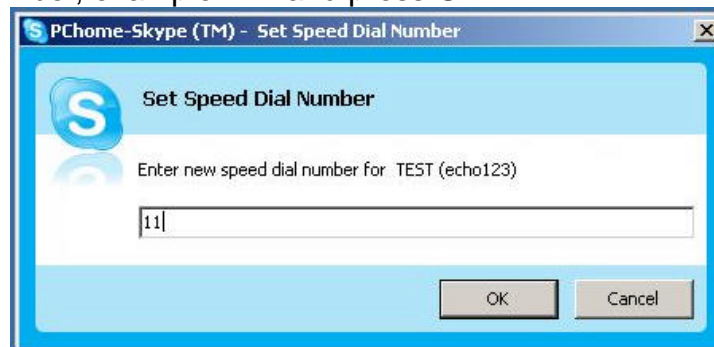 PChome-Skype (TM) - Set Speed Dial Number
Set Speed Dial Number
Enter new speed dial number for TEST (echo123)
11
OK
Cancel